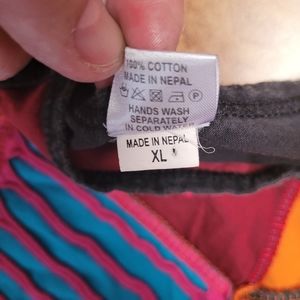 100% COTTON
MADE IN NEPAL
P
HANDS WASH
SEPARATELY
IN COLD WATER
MADE IN NEPAL
XL